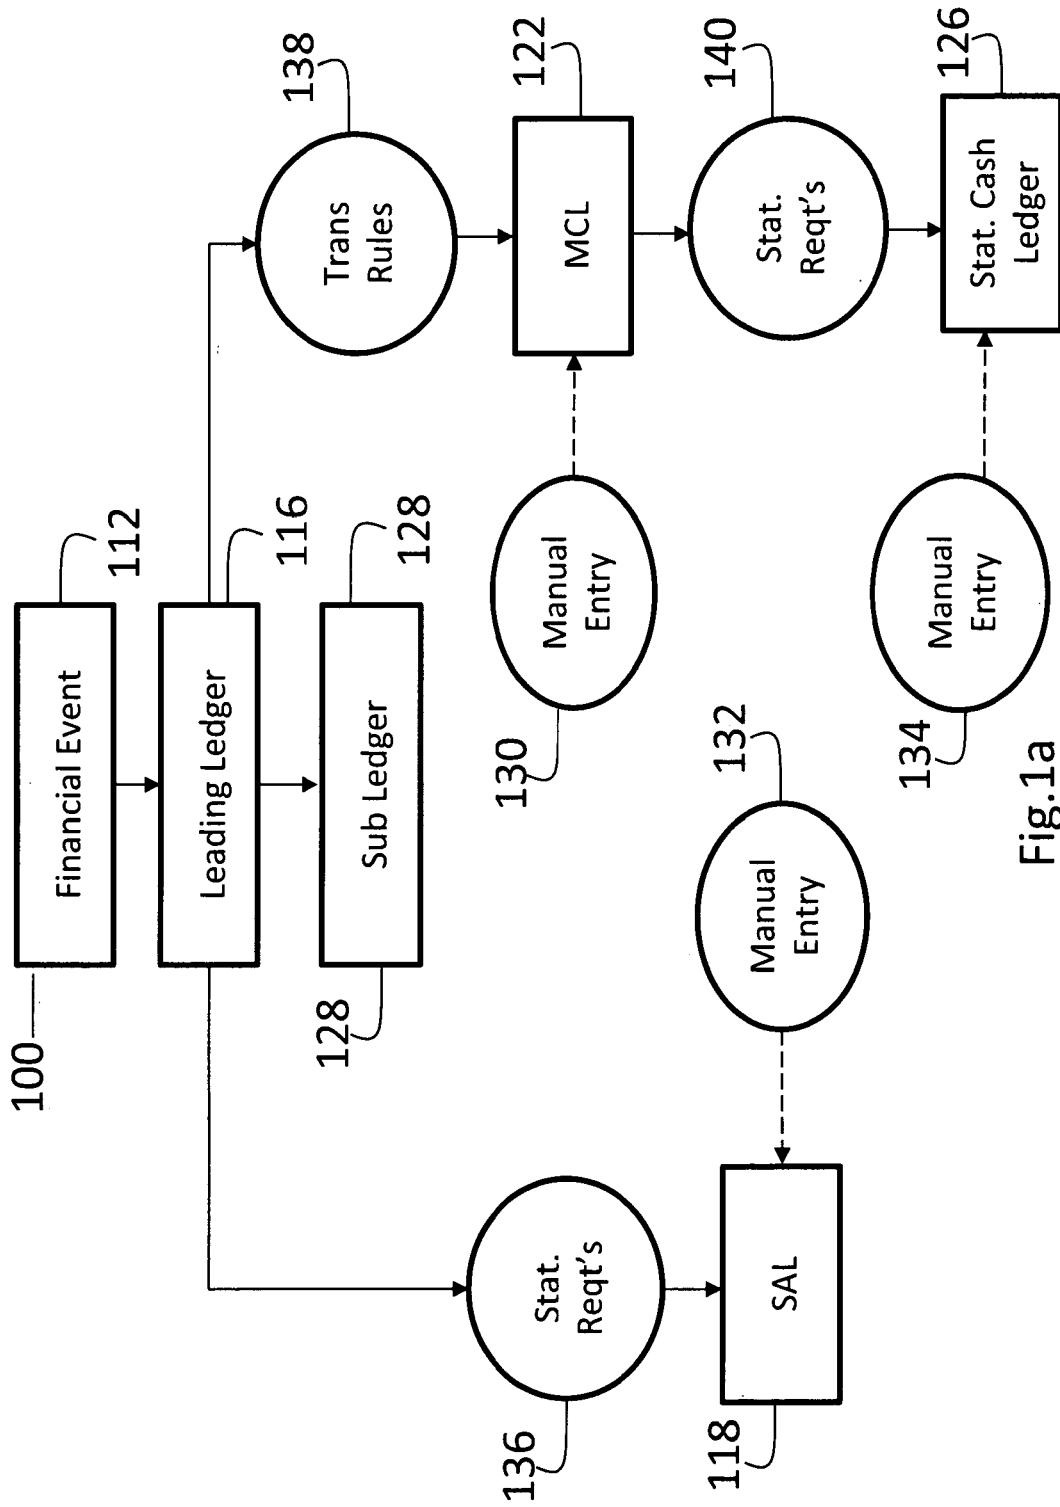 100
Financial Event
112
Leading Ledger
116
128
Sub Ledger
128
138
Trans
Rules
136
Stat.
Reqt's
130
Manual
Entry
MCL
122
118
SAL
132
Manual
Entry
Stat.
Reqt's
140
134
Manual
Entry
Stat. Cash
Ledger
126
Fig.1a